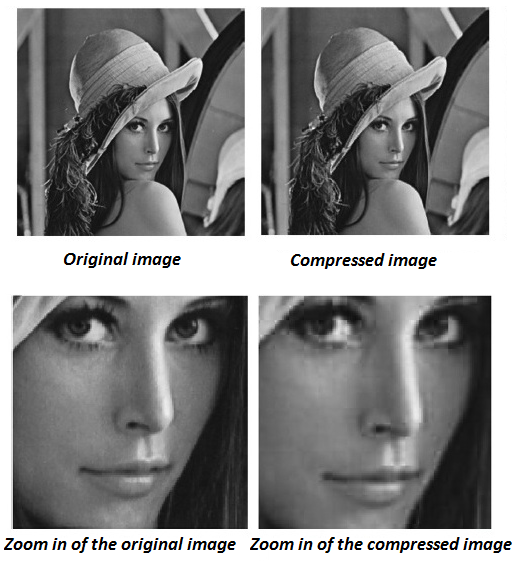 Original image
Compressed image
Zoom in of the original image
Zoom in of the compressed image